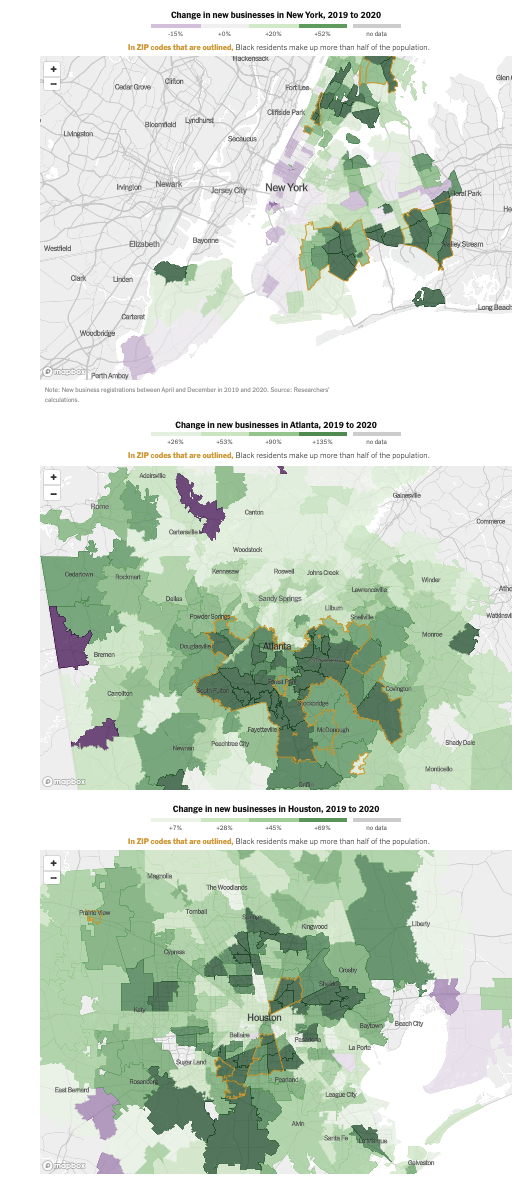 Change in new businesses in New York, 2019 to 2020
-15% +0% +20% +52% no data
In ZIP codes that are outlined, Black residents make up more than half of the population.
+
−
Hackensack
Clifton
Cedar Grove
Fort Lee
Glen
Cliffside Park
Bloomfield
Lyndhurst
Livingston
Secaucus
Irvington
Newark
Jersey City
New York
Floral Park
He
Elizabeth
Bayonne
Valley Stream
Westfield
Clark
Linden
Long Beach
Carteret
Woodbridge
Perth Amboy
mapbox
Note: New business registrations between April and December in 2019 and 2020. Source: Researchers'
calculations.
Change in new businesses in Atlanta, 2019 to 2020
+26% +53% +90% +135% no data
In ZIP codes that are outlined, Black residents make up more than half of the population.
+
−
Adairsville
Rome
Gainesville
Canton
Commerce
Cartersville
Woodstock
Cedartown
Rockmart
Kennesaw
Roswell
Johns Creek
Winder
Lawrenceville
Dallas
Sandy Springs
Lilburn
Powder Springs
Snellville
Watkinsvil
Monroe
Douglasville
Atlanta
Bremen
Forest Park
Carrollton
South Fulton
Covington
Stockbridge
Fayetteville
McDonough
Newnan
Peachtree City
Shady Dale
Monticello
Griffin
mapbox
Change in new businesses in Houston, 2019 to 2020
+7% +28% +45% +69% no data
In ZIP codes that are outlined, Black residents make up more than half of the population.
+
−
Magnolia
The Woodlands
Prairie View
Tomball
Spring
Kingwood
Liberty
Cypress
Crosby
Sheldon
Katy
Houston
Baytown
Beach City
Bellaire
Pasadena
La Porte
Sugar Land
Rosenberg
Pearland
East Bernard
League City
Alvin
Santa Fe
La Marque
Galveston
mapbox